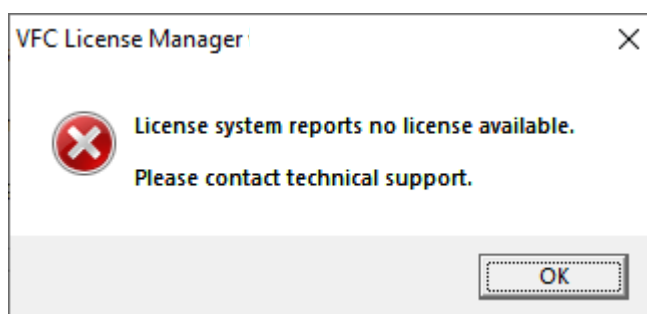 VFC License Manager
License system reports no license available.
Please contact technical support.
OK